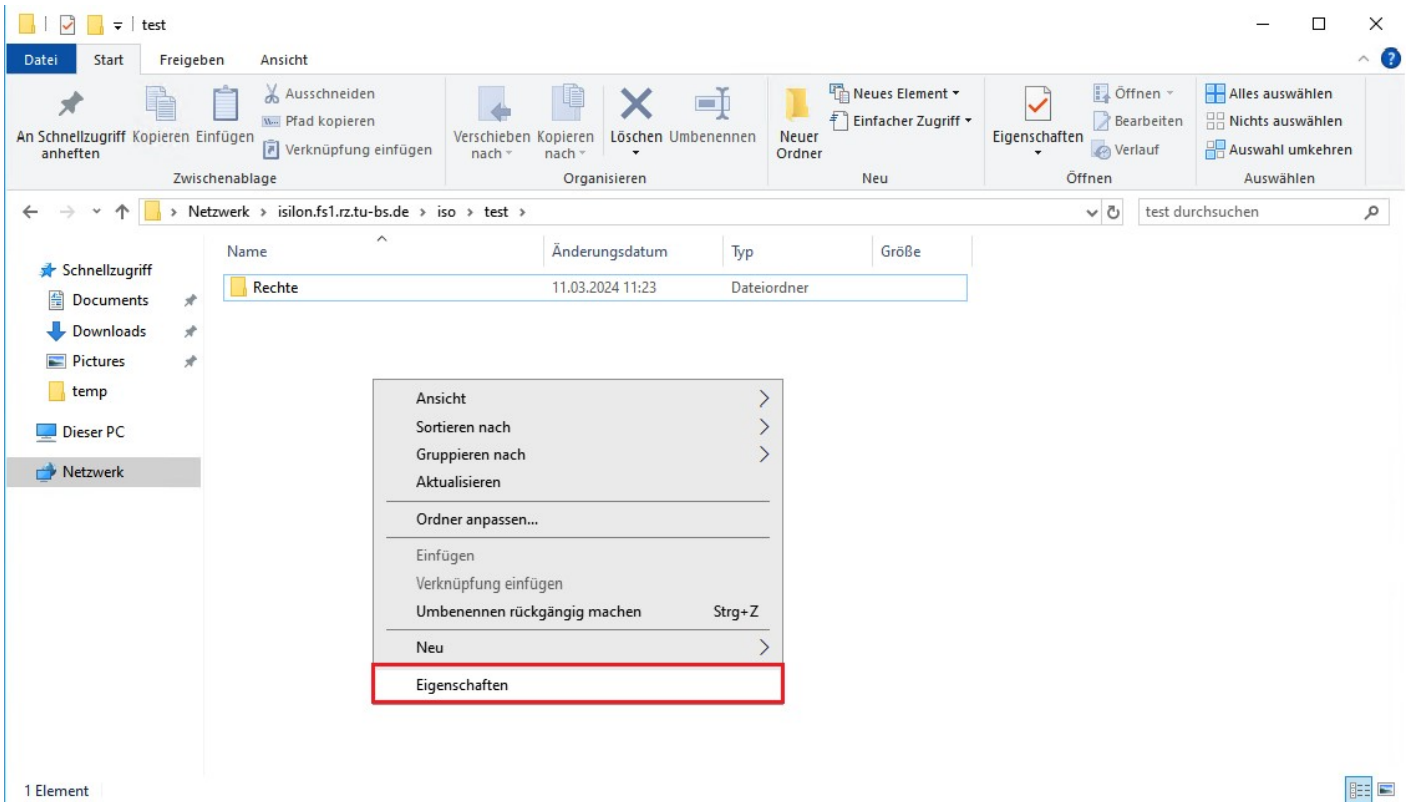 test
Datei Start Freigeben Ansicht
An Schnellzugriff anheften
Kopieren
Einfügen
Ausschneiden
Pfad kopieren
Verknüpfung einfügen
Zwischenablage
Verschieben nach
Kopieren nach
Löschen
Umbenennen
Organisieren
Neuer Ordner
Neues Element
Einfacher Zugriff
Neu
Eigenschaften
Öffnen
Bearbeiten
Verlauf
Öffnen
Alles auswählen
Nichts auswählen
Auswahl umkehren
Auswählen
Netzwerk > isilon.fs1.rz.tu-bs.de > iso > test >
test durchsuchen
Schnellzugriff
Documents
Downloads
Pictures
temp
Dieser PC
Netzwerk
Name Änderungsdatum Typ Größe
Rechte 11.03.2024 11:23 Dateiordner
Ansicht
Sortieren nach
Gruppieren nach
Aktualisieren
Ordner anpassen...
Einfügen
Verknüpfung einfügen
Umbenennen rückgängig machen Strg+Z
Neu
Eigenschaften
1 Element